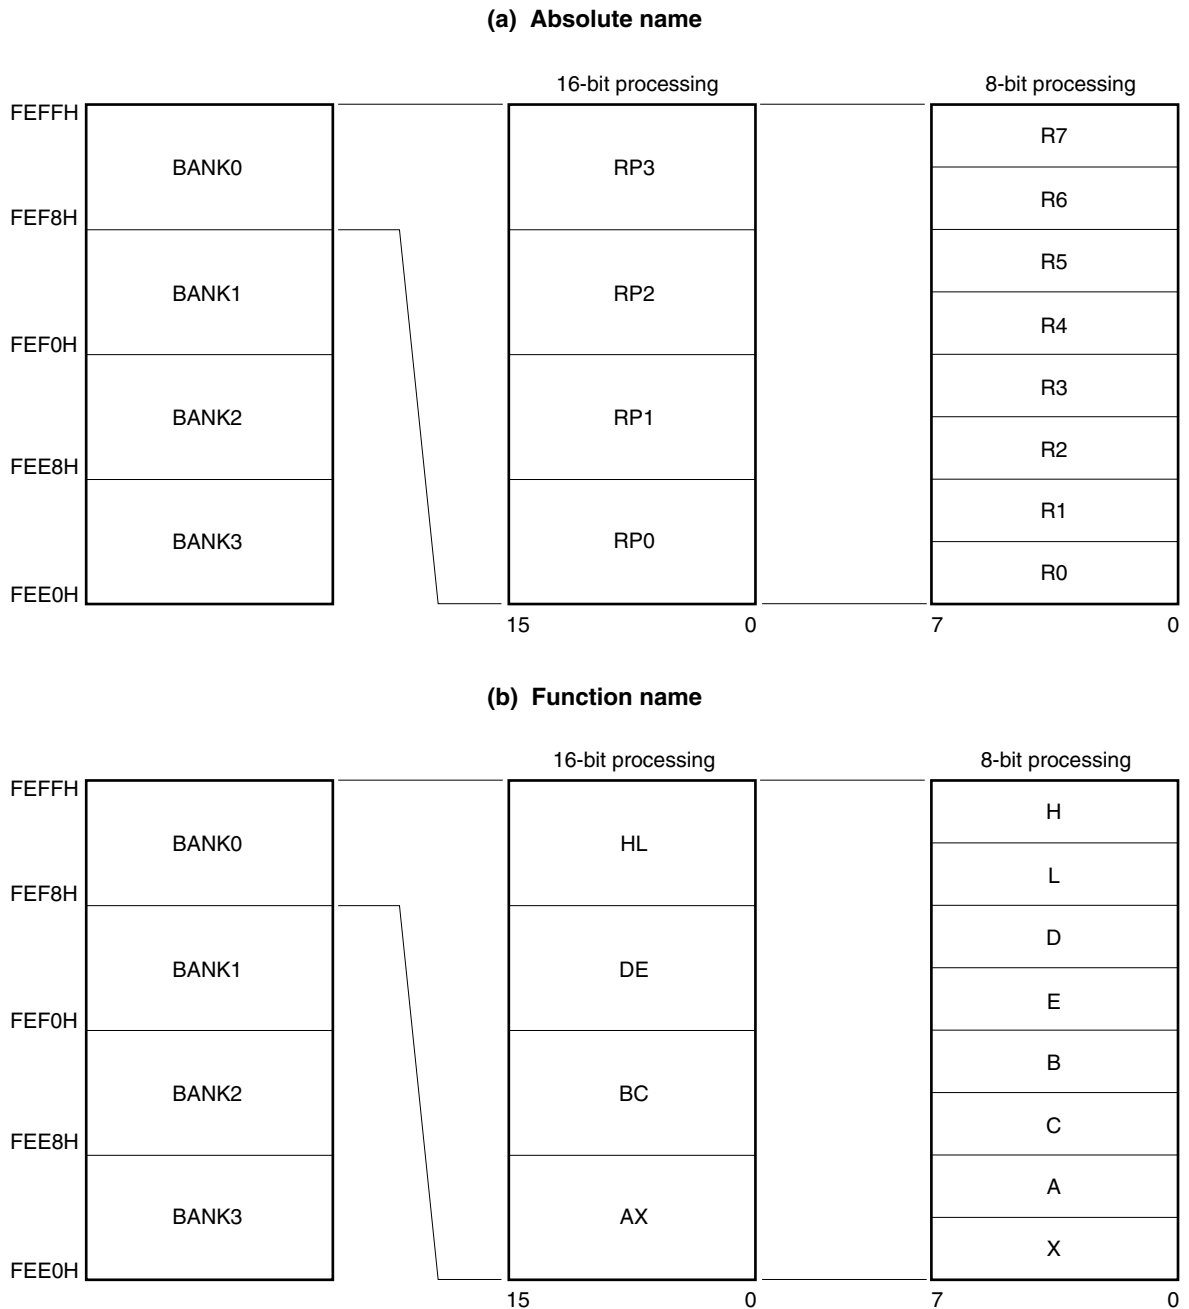 (a) Absolute name
16-bit processing 8-bit processing
FEFFH
BANK0 RP3 R7
R6
FEF8H
BANK1 RP2 R5
R4
FEF0H
BANK2 RP1 R3
R2
FEE8H
BANK3 RP0 R1
R0
FEE0H
15 0 7 0
(b) Function name
16-bit processing 8-bit processing
FEFFH
BANK0 HL H
L
FEF8H
BANK1 DE D
E
FEF0H
BANK2 BC B
C
FEE8H
BANK3 AX A
X
FEE0H
15 0 7 0